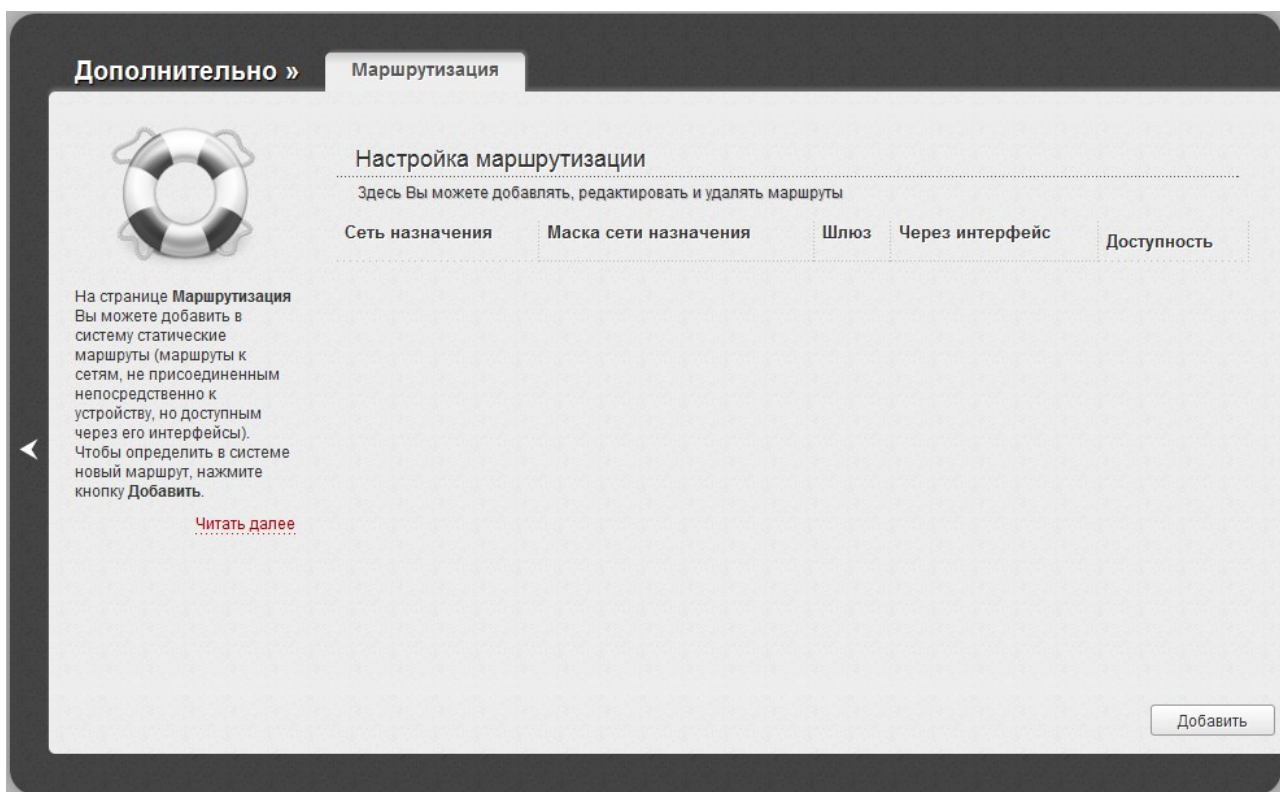 Дополнительно »
Маршрутизация
На странице Маршрутизация
Вы можете добавить в
систему статические
маршруты (маршруты к
сетям, не присоединенным
непосредственно к
устройству, но доступным
через его интерфейсы).
Чтобы определить в системе
новый маршрут, нажмите
кнопку Добавить.
Читать далее
Настройка маршрутизации
Здесь Вы можете добавлять, редактировать и удалять маршруты
Сеть назначения Маска сети назначения Шлюз Через интерфейс Доступность
Добавить